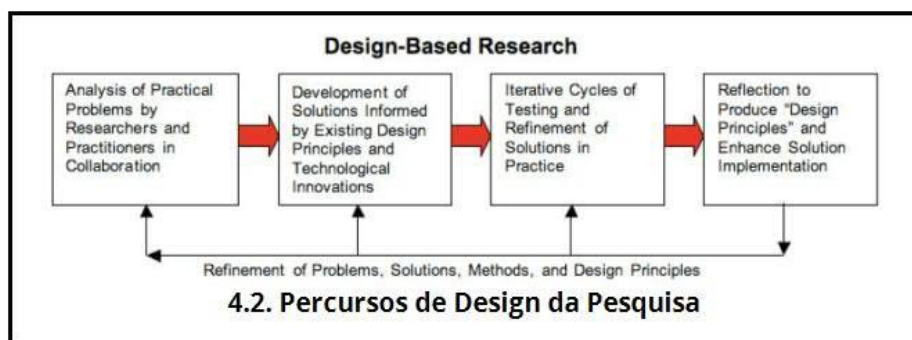 Design-Based Research
Analysis of Practical
Problems by
Researchers and
Practitioners in
Collaboration
Development of
Solutions Informed
by Existing Design
Principles and
Technological
Innovations
Iterative Cycles of
Testing and
Refinement of
Solutions in
Practice
Reflection to
Produce "Design
Principles" and
Enhance Solution
Implementation
Refinement of Problems, Solutions, Methods, and Design Principles
4.2. Percursos de Design da Pesquisa